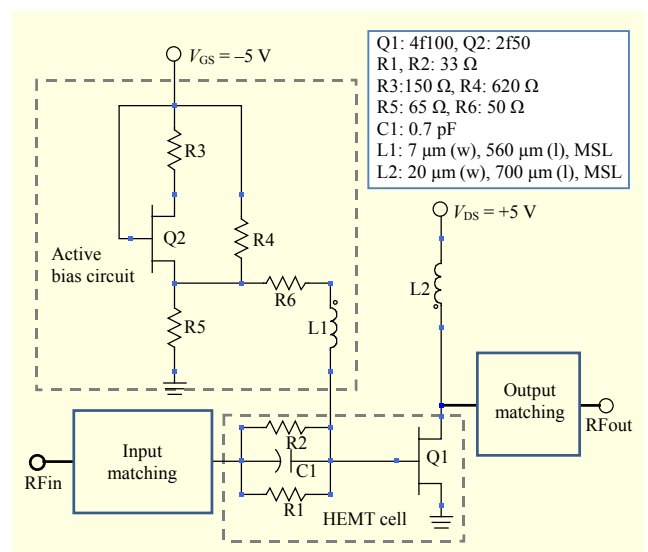 V_GS = –5 V
Q1: 4f100, Q2: 2f50
R1, R2: 33 Ω
R3:150 Ω, R4: 620 Ω
R5: 65 Ω, R6: 50 Ω
C1: 0.7 pF
L1: 7 μm (w), 560 μm (l), MSL
L2: 20 μm (w), 700 μm (l), MSL
R3
V_DS = +5 V
Q2
R4
Active
bias circuit
R6
L2
R5
L1
Output
matching
RFout
Input
matching
RFin
R2
C1
R1
Q1
HEMT cell